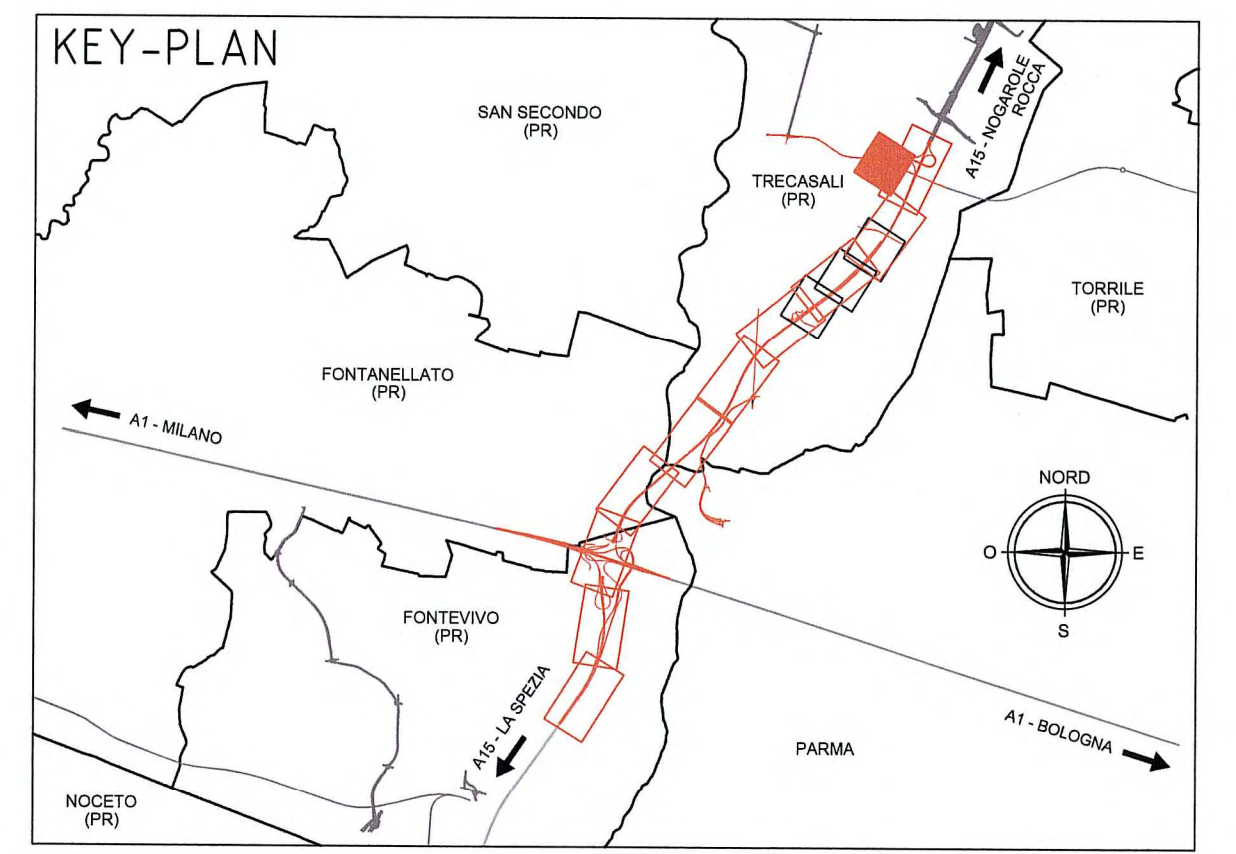 KEY-PLAN
SAN SECONDO
(PR)
A15 - NOGAROLE
ROCCA
TRECASALI
(PR)
TORRILE
(PR)
FONTANELLATO
(PR)
A1 - MILANO
NORD
O
E
S
FONTEVIVO
(PR)
A15 - LA SPEZIA
A1 - BOLOGNA
PARMA
NOCETO
(PR)